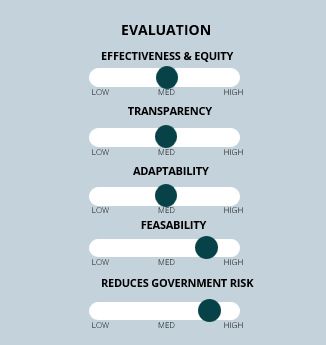 EVALUATION
EFFECTIVENESS & EQUITY
LOW MED HIGH
TRANSPARENCY
LOW MED HIGH
ADAPTABILITY
LOW MED HIGH
FEASABILITY
LOW MED HIGH
REDUCES GOVERNMENT RISK
LOW MED HIGH